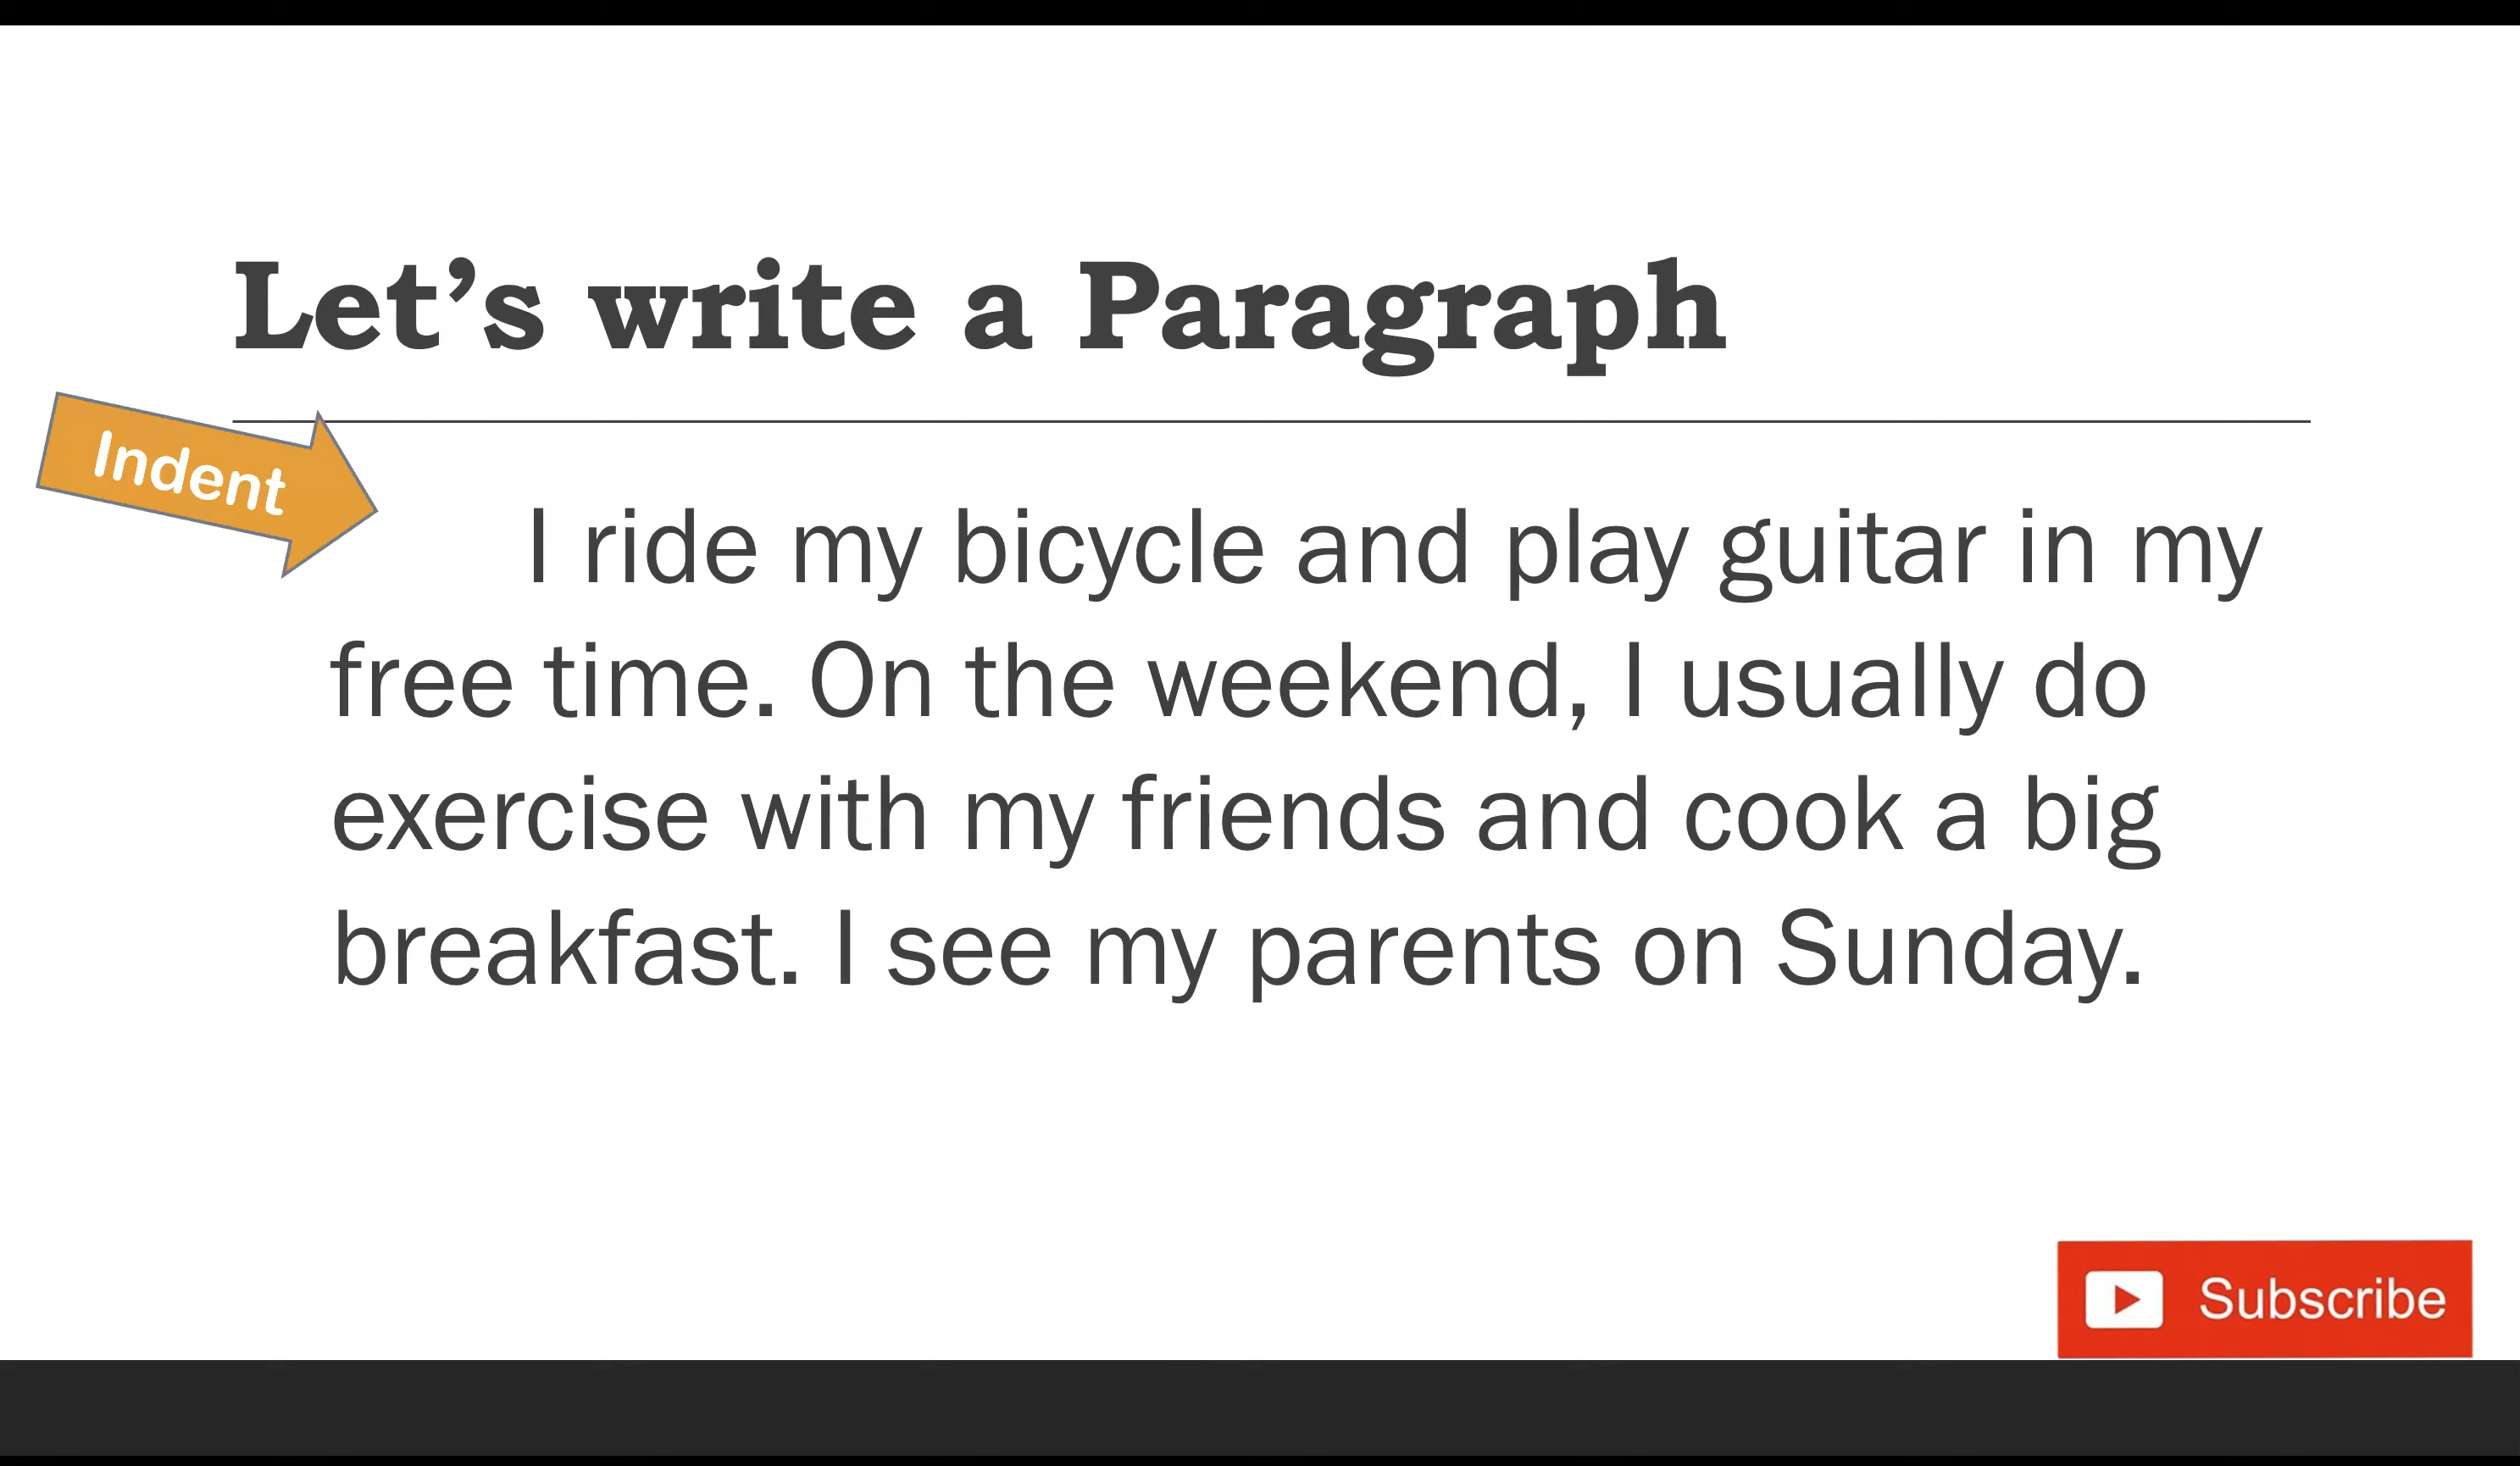 Let’s write a Paragraph
Indent
I ride my bicycle and play guitar in my
free time. On the weekend, I usually do
exercise with my friends and cook a big
breakfast. I see my parents on Sunday.
Subscribe